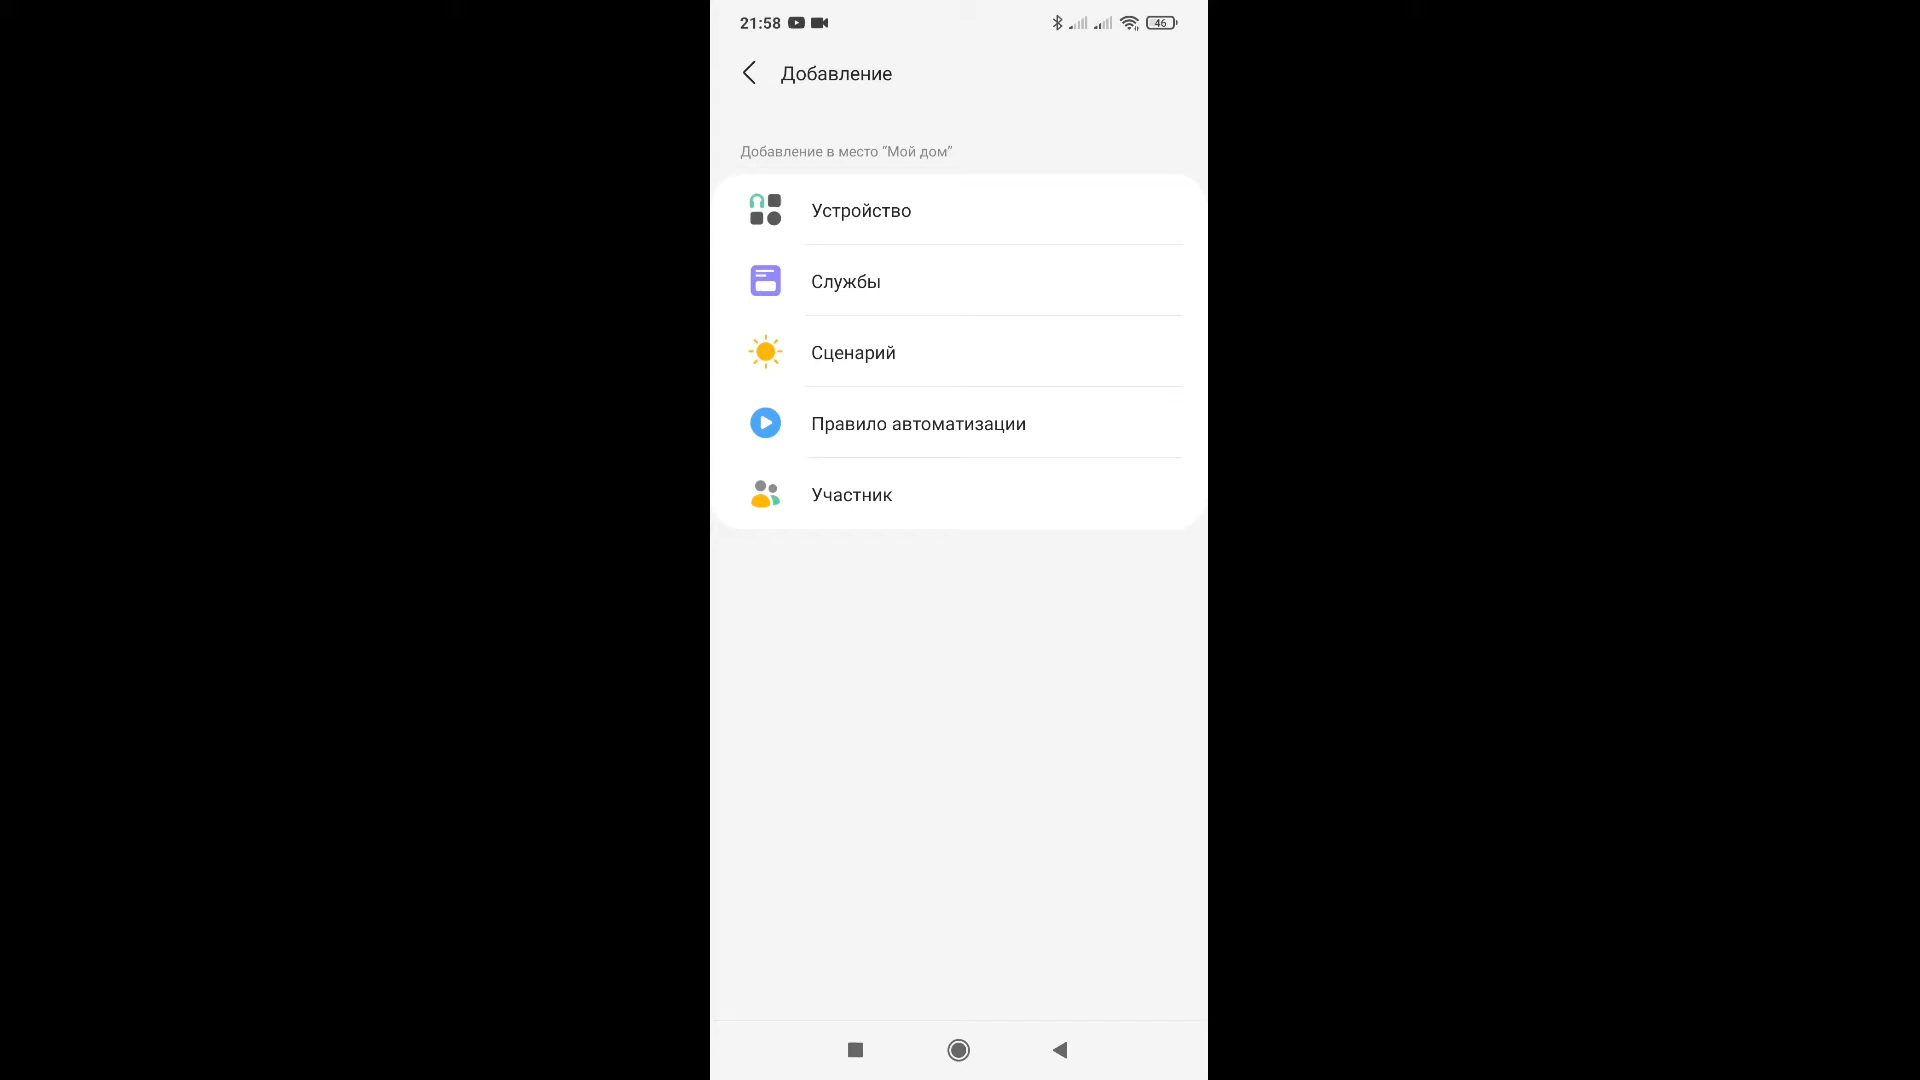 21:58
46
Добавление
Добавление в место “Мой дом”
Устройство
Службы
Сценарий
Правило автоматизации
Участник